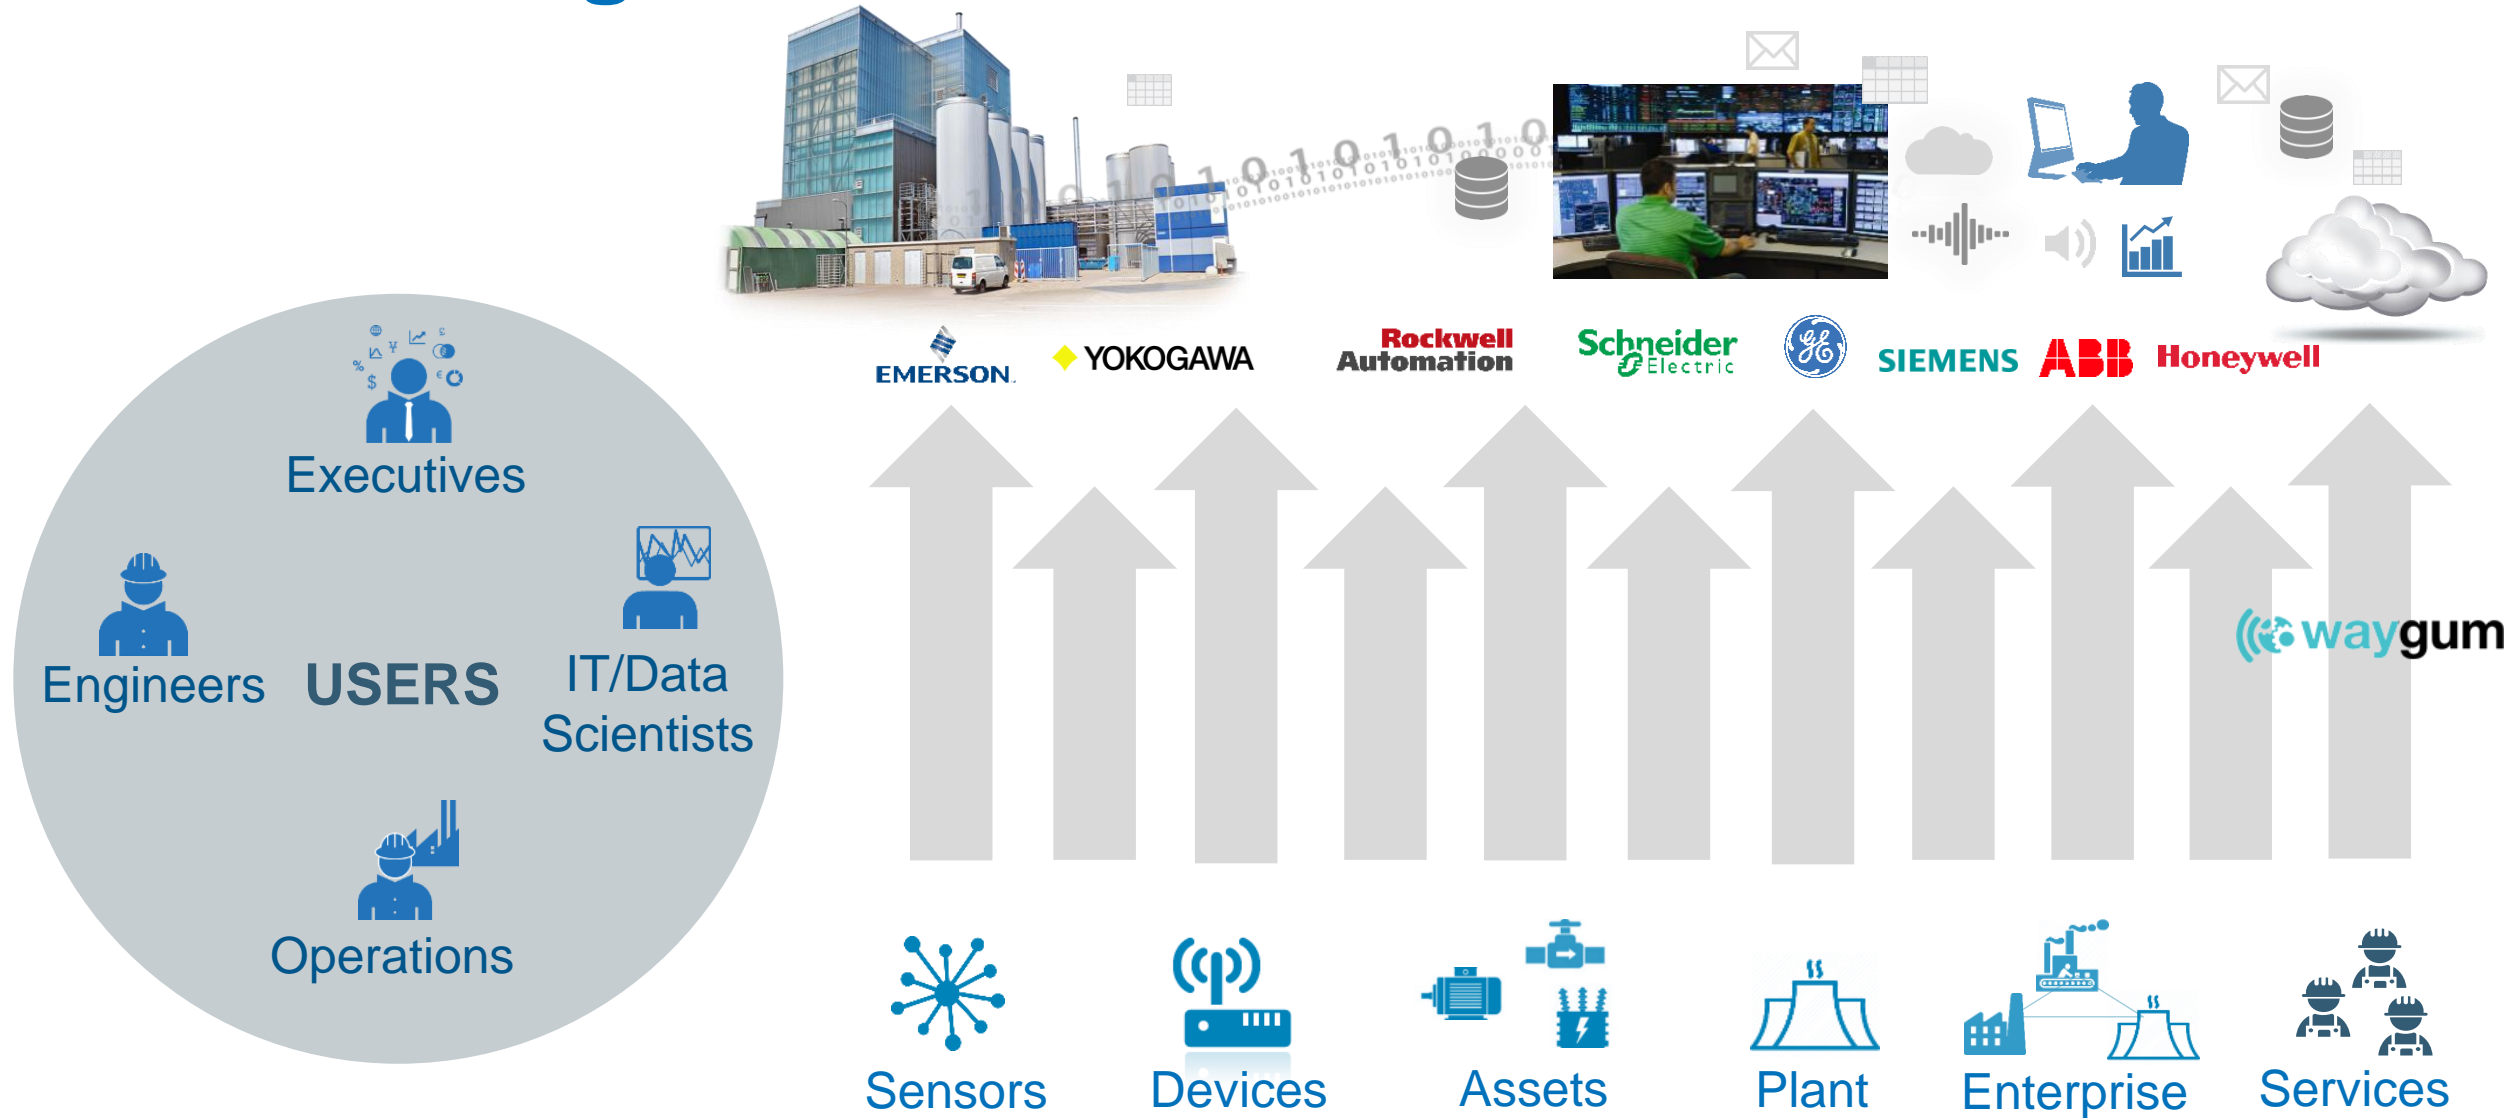 EMERSON
YOKOGAWA
Rockwell
Automation
Schneider
Electric
GE
SIEMENS
ABB
Honeywell
Executives
Engineers
USERS
IT/Data
Scientists
Operations
waygum
Sensors
Devices
Assets
Plant
Enterprise
Services